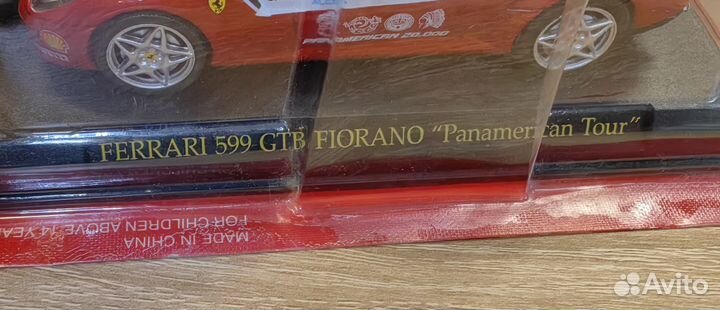 PANAMERICAN 20.000
FERRARI 599 GTB FIORANO "Panamerican Tour"
MADE IN CHINA
FOR CHILDREN ABOVE 14 YEA
Avito